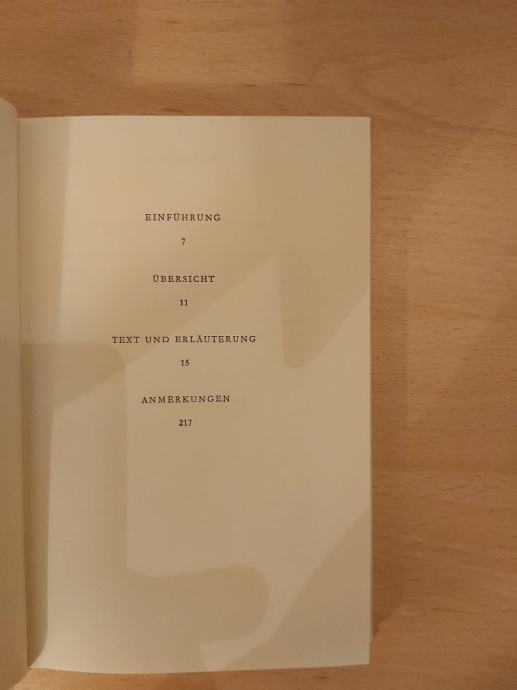 EINFÜHRUNG
7
ÜBERSICHT
11
TEXT UND ERLÄUTERUNG
15
ANMERKUNGEN
217